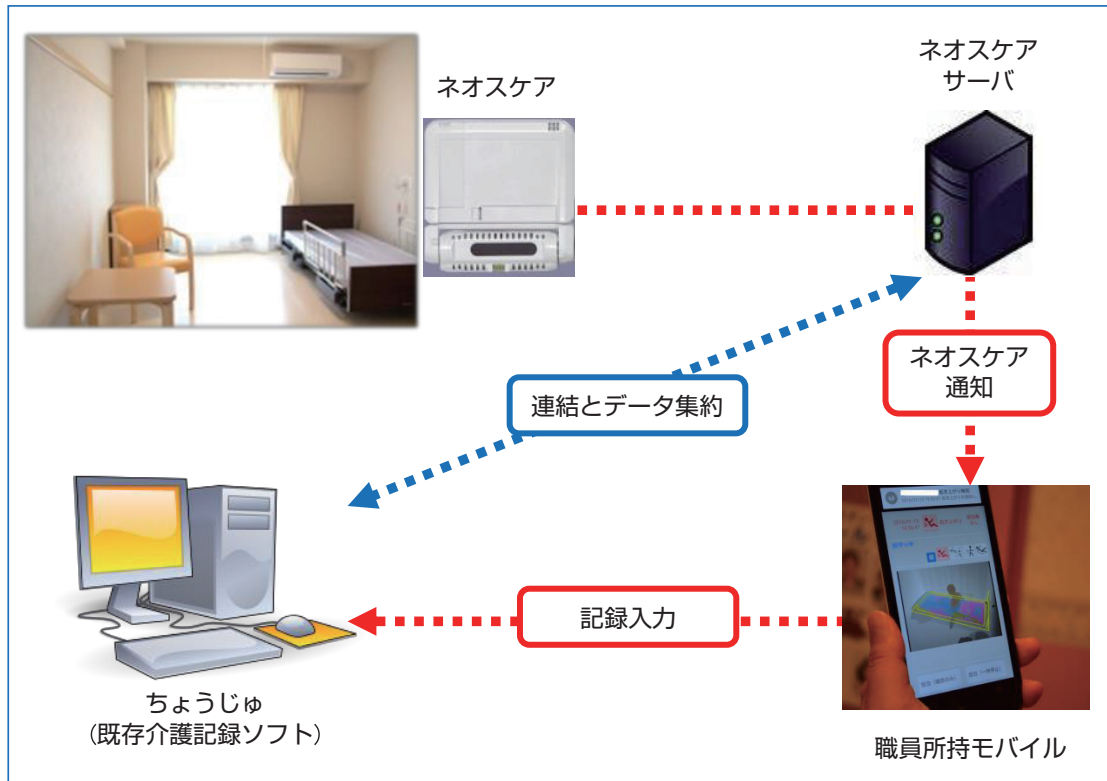 ネオスケア
ネオスケア
サーバ
連結とデータ集約
ネオスケア
通知
記録入力
ちょうじゅ
(既存介護記録ソフト)
職員所持モバイル